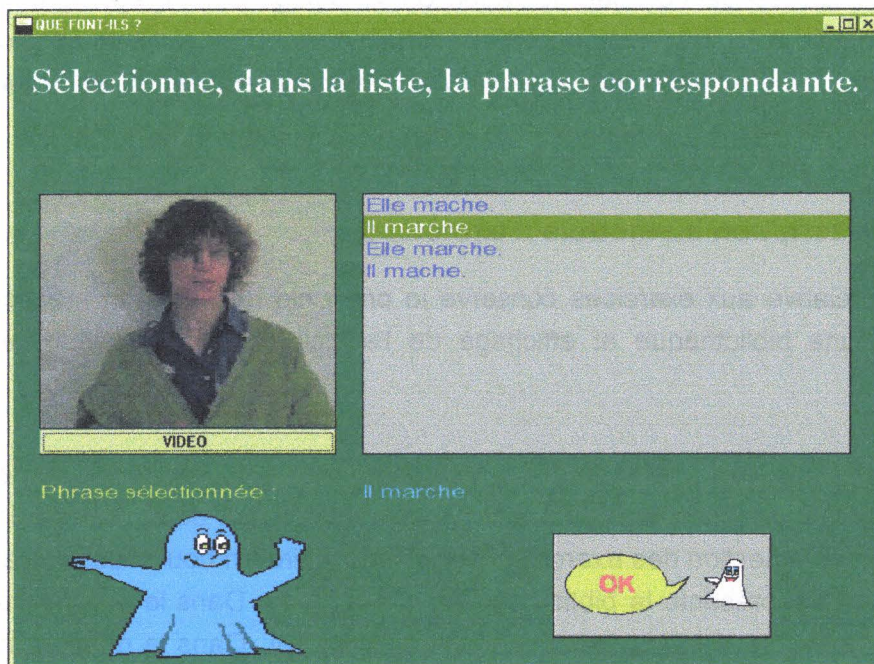 QUE FONT-ILS ?
Sélectionne, dans la liste, la phrase correspondante.
Elle mache.
Il marche.
Elle marche.
Il mache.
VIDEO
Phrase sélectionnée :
Il marche
OK